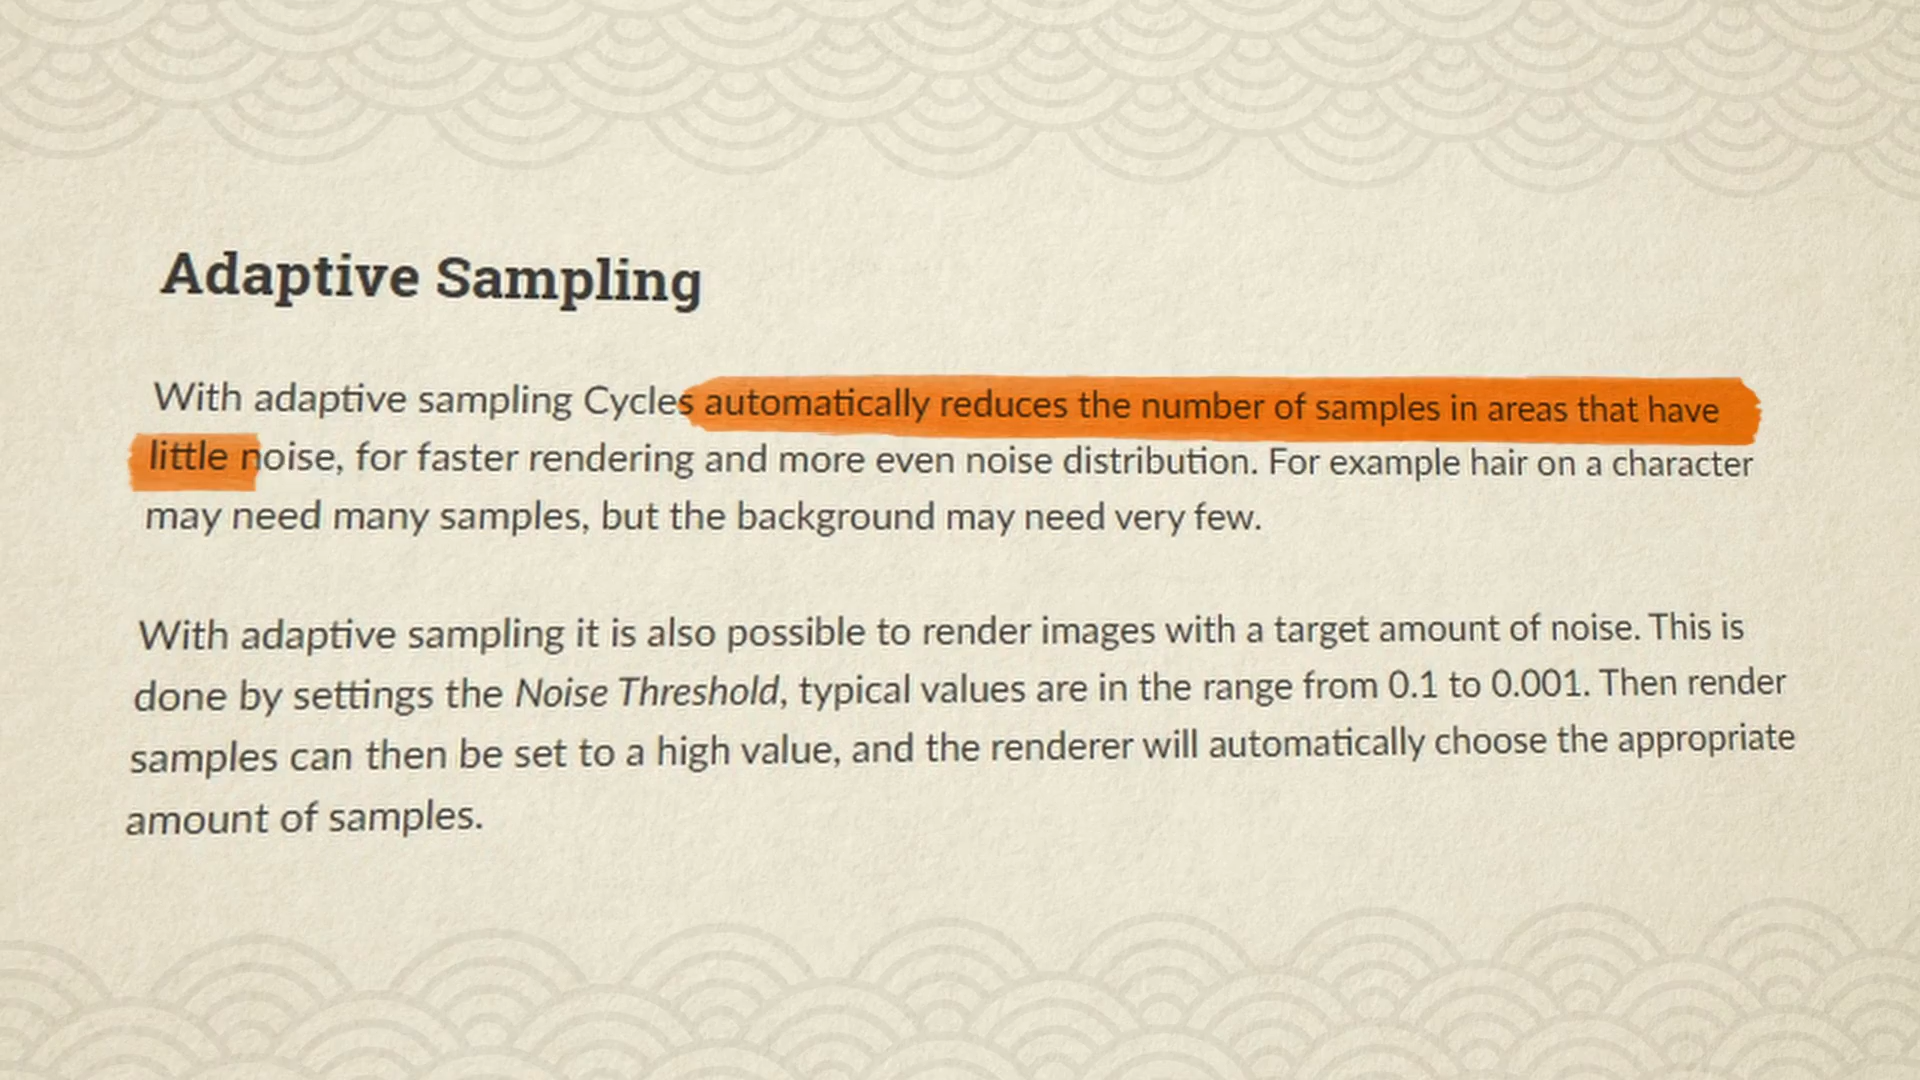 Adaptive Sampling
With adaptive sampling Cycles automatically reduces the number of samples in areas that have
little noise, for faster rendering and more even noise distribution. For example hair on a character
may need many samples, but the background may need very few.
With adaptive sampling it is also possible to render images with a target amount of noise. This is
done by settings the Noise Threshold, typical values are in the range from 0.1 to 0.001. Then render
samples can then be set to a high value, and the renderer will automatically choose the appropriate
amount of samples.